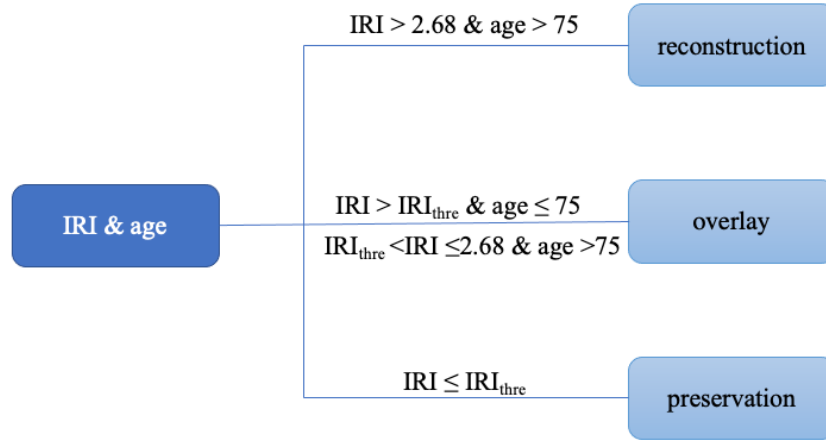 IRI > 2.68 & age > 75
reconstruction
IRI & age
IRI > IRIthre & age ≤ 75
overlay
IRIthre <IRI ≤2.68 & age >75
IRI ≤ IRIthre
preservation